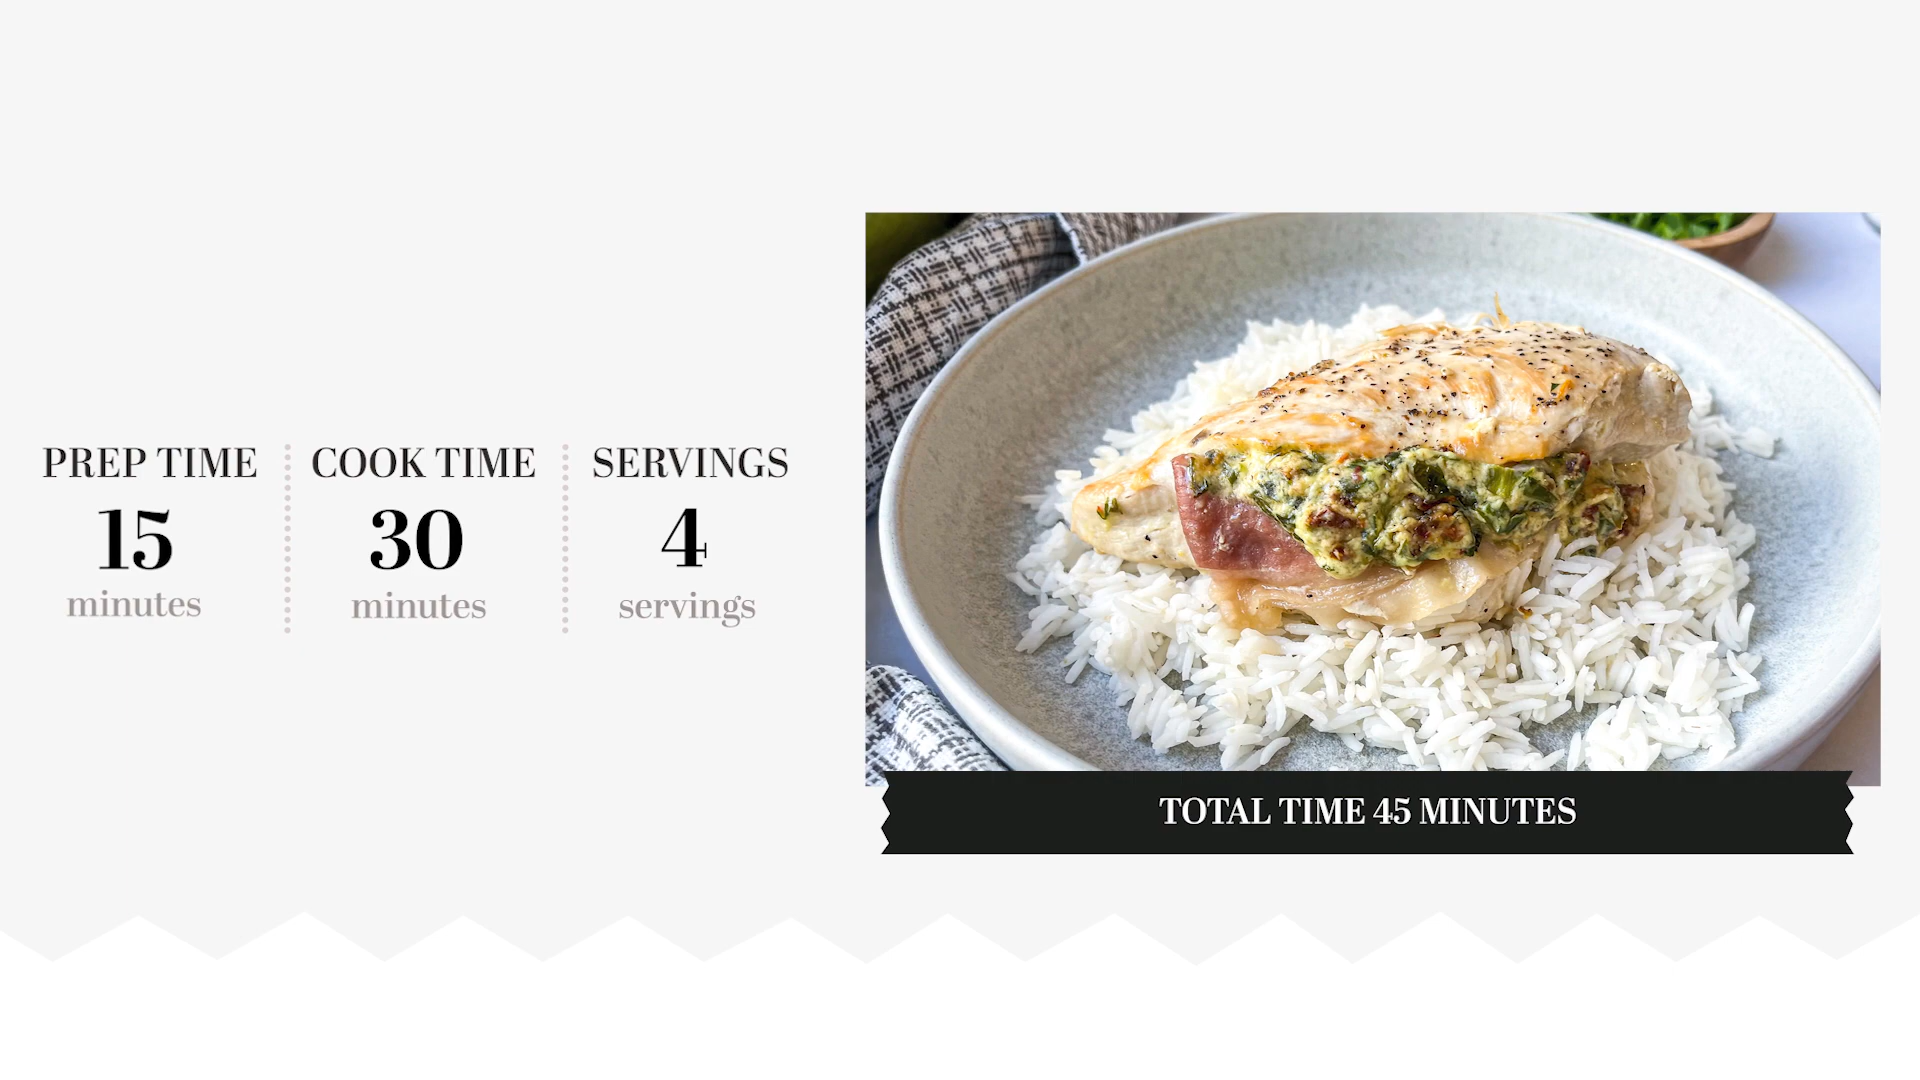 PREP TIME
15
minutes
COOK TIME
30
minutes
SERVINGS
4
servings
TOTAL TIME 45 MINUTES